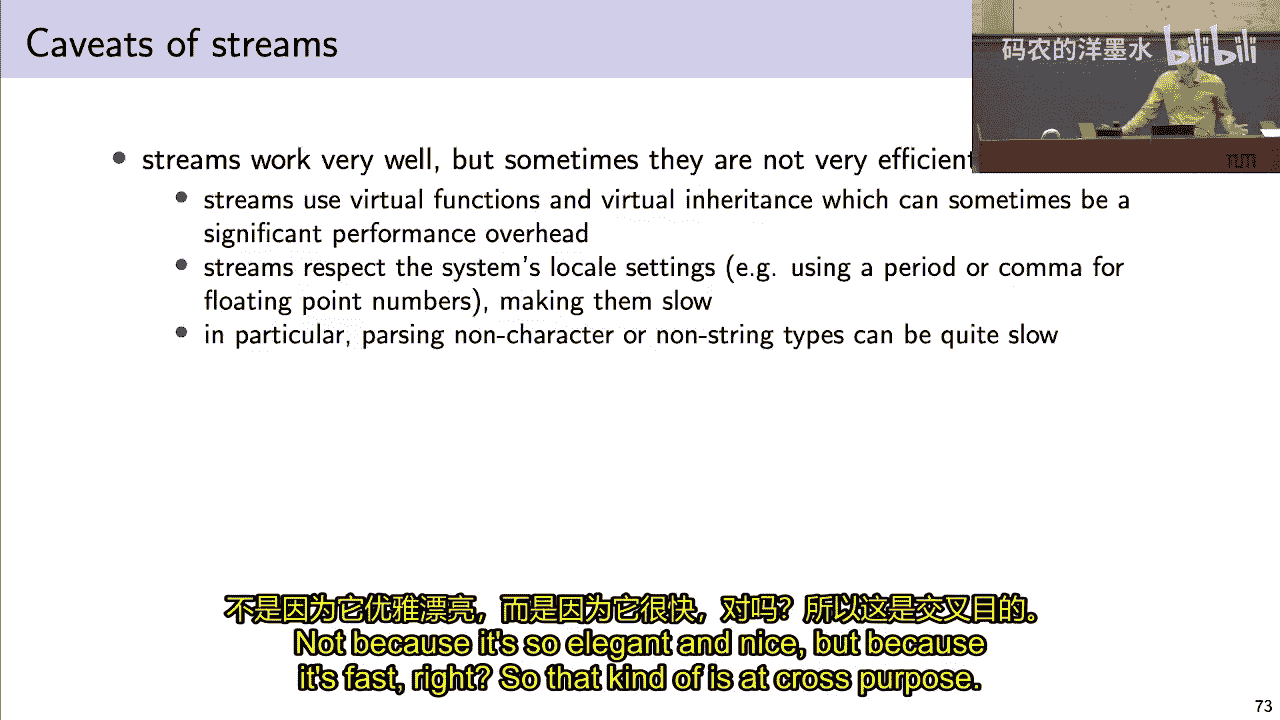 Caveats of streams
码农的洋墨水 bilibili
streams work very well, but sometimes they are not very efficient
streams use virtual functions and virtual inheritance which can sometimes be a
significant performance overhead
streams respect the system's locale settings (e.g. using a period or comma for
floating point numbers), making them slow
in particular, parsing non-character or non-string types can be quite slow
不是因为它优雅漂亮，而是因为它很快，对吗？所以这是交叉目的。
Not because it's so elegant and nice, but because
it's fast, right? So that kind of is at cross purpose.
73